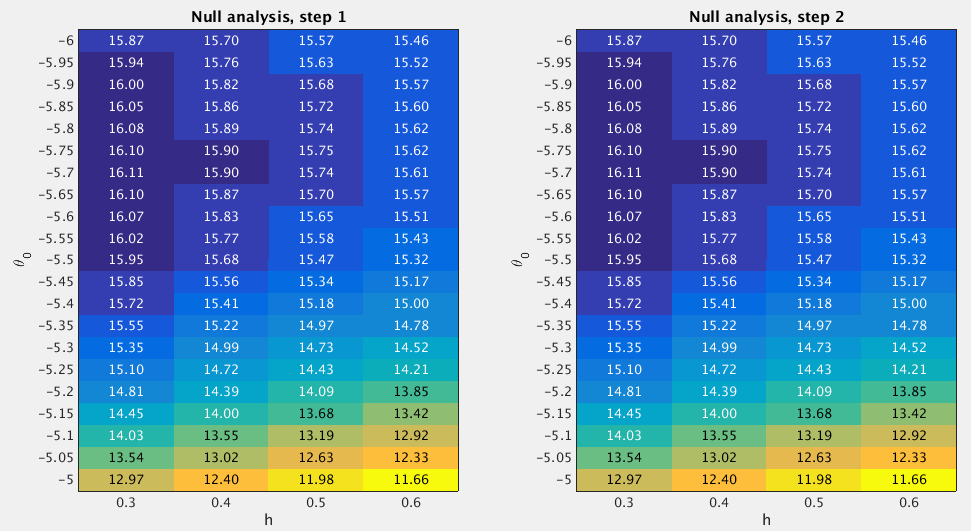 Null analysis, step 1
-6 15.87 15.70 15.57 15.46
-5.95 15.94 15.76 15.63 15.52
-5.9 16.00 15.82 15.68 15.57
-5.85 16.05 15.86 15.72 15.60
-5.8 16.08 15.89 15.74 15.62
-5.75 16.10 15.90 15.75 15.62
-5.7 16.11 15.90 15.74 15.61
-5.65 16.10 15.87 15.70 15.57
-5.6 16.07 15.83 15.65 15.51
-5.55 16.02 15.77 15.58 15.43
-5.5 15.95 15.68 15.47 15.32
-5.45 15.85 15.56 15.34 15.17
-5.4 15.72 15.41 15.18 15.00
-5.35 15.55 15.22 14.97 14.78
-5.3 15.35 14.99 14.73 14.52
-5.25 15.10 14.72 14.43 14.21
-5.2 14.81 14.39 14.09 13.85
-5.15 14.45 14.00 13.68 13.42
-5.1 14.03 13.55 13.19 12.92
-5.05 13.54 13.02 12.63 12.33
-5 12.97 12.40 11.98 11.66
0.3 0.4 0.5 0.6
h
θ0
Null analysis, step 2
-6 15.87 15.70 15.57 15.46
-5.95 15.94 15.76 15.63 15.52
-5.9 16.00 15.82 15.68 15.57
-5.85 16.05 15.86 15.72 15.60
-5.8 16.08 15.89 15.74 15.62
-5.75 16.10 15.90 15.75 15.62
-5.7 16.11 15.90 15.74 15.61
-5.65 16.10 15.87 15.70 15.57
-5.6 16.07 15.83 15.65 15.51
-5.55 16.02 15.77 15.58 15.43
-5.5 15.95 15.68 15.47 15.32
-5.45 15.85 15.56 15.34 15.17
-5.4 15.72 15.41 15.18 15.00
-5.35 15.55 15.22 14.97 14.78
-5.3 15.35 14.99 14.73 14.52
-5.25 15.10 14.72 14.43 14.21
-5.2 14.81 14.39 14.09 13.85
-5.15 14.45 14.00 13.68 13.42
-5.1 14.03 13.55 13.19 12.92
-5.05 13.54 13.02 12.63 12.33
-5 12.97 12.40 11.98 11.66
0.3 0.4 0.5 0.6
h
θ0